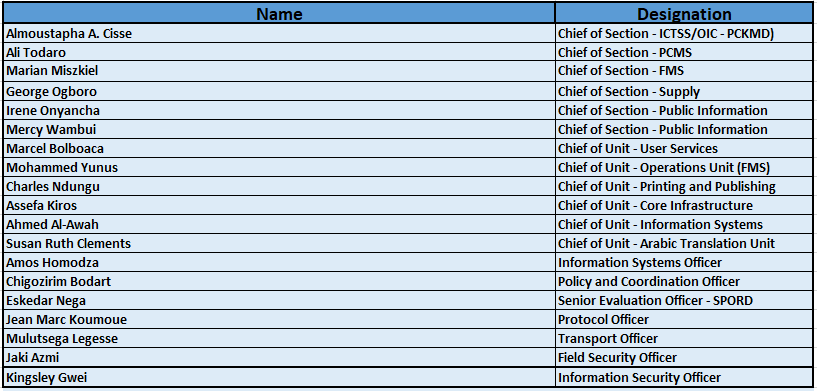 Name Designation
Almoustapha A. Cisse Chief of Section - ICTSS/OIC - PCKMD)
Ali Todaro Chief of Section - PCMS
Marian Miszkiel Chief of Section - FMS
George Ogboro Chief of Section - Supply
Irene Onyancha Chief of Section - Public Information
Mercy Wambui Chief of Section - Public Information
Marcel Bolboaca Chief of Unit - User Services
Mohammed Yunus Chief of Unit - Operations Unit (FMS)
Charles Ndungu Chief of Unit - Printing and Publishing
Assefa Kiros Chief of Unit - Core Infrastructure
Ahmed Al-Awah Chief of Unit - Information Systems
Susan Ruth Clements Chief of Unit - Arabic Translation Unit
Amos Homodza Information Systems Officer
Chigozirim Bodart Policy and Coordination Officer
Eskedar Nega Senior Evaluation Officer - SPORD
Jean Marc Koumoue Protocol Officer
Mulutsega Legesse Transport Officer
Jaki Azmi Field Security Officer
Kingsley Gwei Information Security Officer